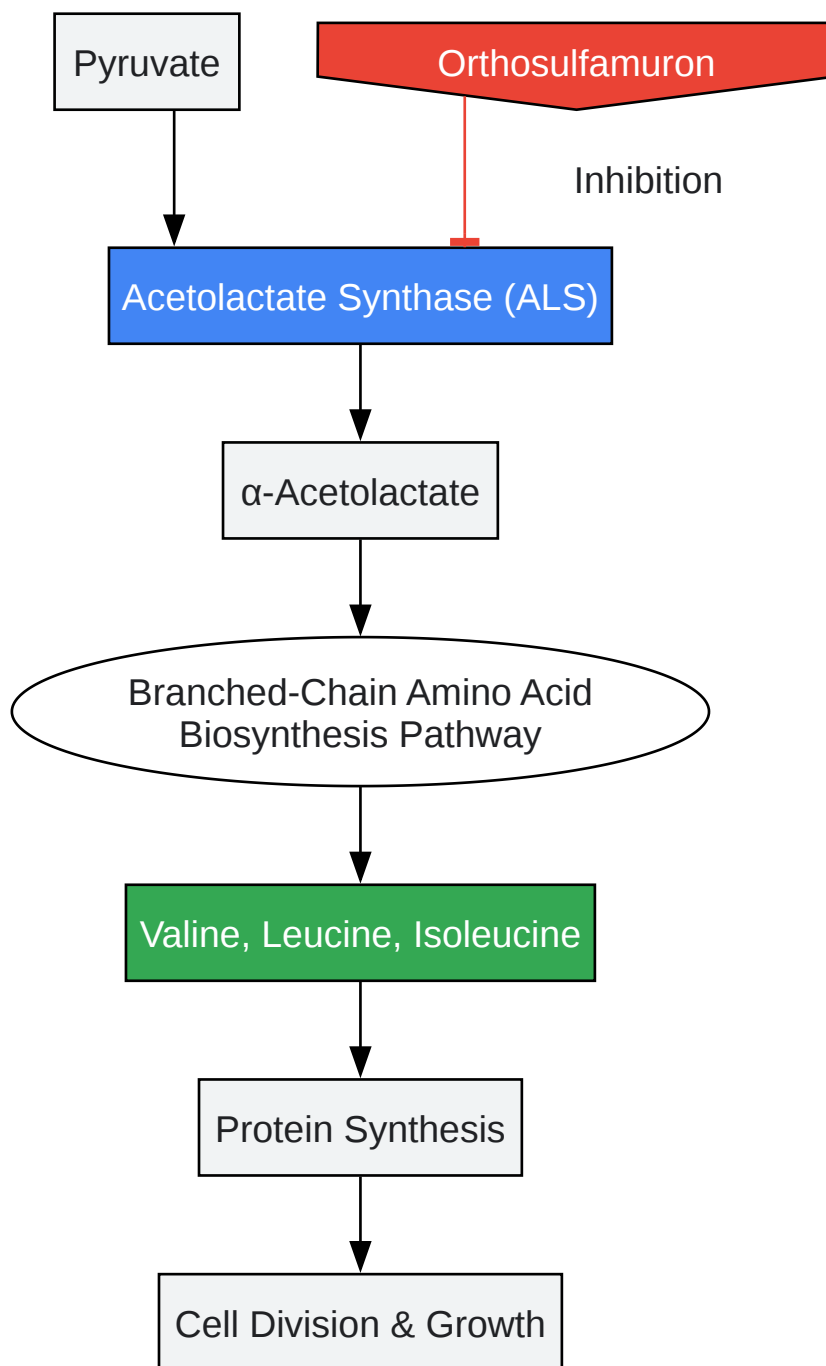 Pyruvate
Orthosulfamuron
Inhibition
Acetolactate Synthase (ALS)
α-Acetolactate
Branched-Chain Amino Acid
Biosynthesis Pathway
Valine, Leucine, Isoleucine
Protein Synthesis
Cell Division & Growth